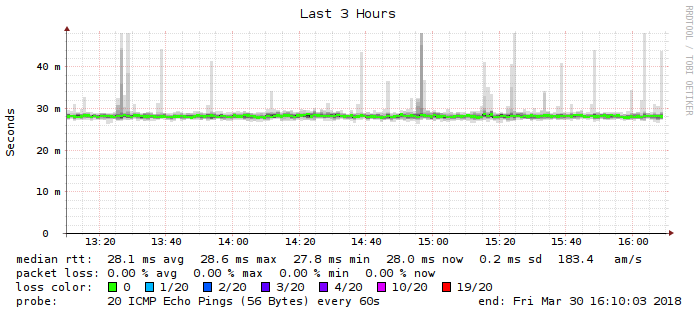 Last 3 Hours
RRDTOOL / TOBI OETIKER
Seconds
40 m
30 m
20 m
10 m
0
13:20 13:40 14:00 14:20 14:40 15:00 15:20 15:40 16:00
median rtt: 28.1 ms avg 28.6 ms max 27.8 ms min 28.0 ms now 0.2 ms sd 183.4 am/s
packet loss: 0.00 % avg 0.00 % max 0.00 % min 0.00 % now
loss color: 0 1/20 2/20 3/20 4/20 10/20 19/20
probe: 20 ICMP Echo Pings (56 Bytes) every 60s end: Fri Mar 30 16:10:03 2018